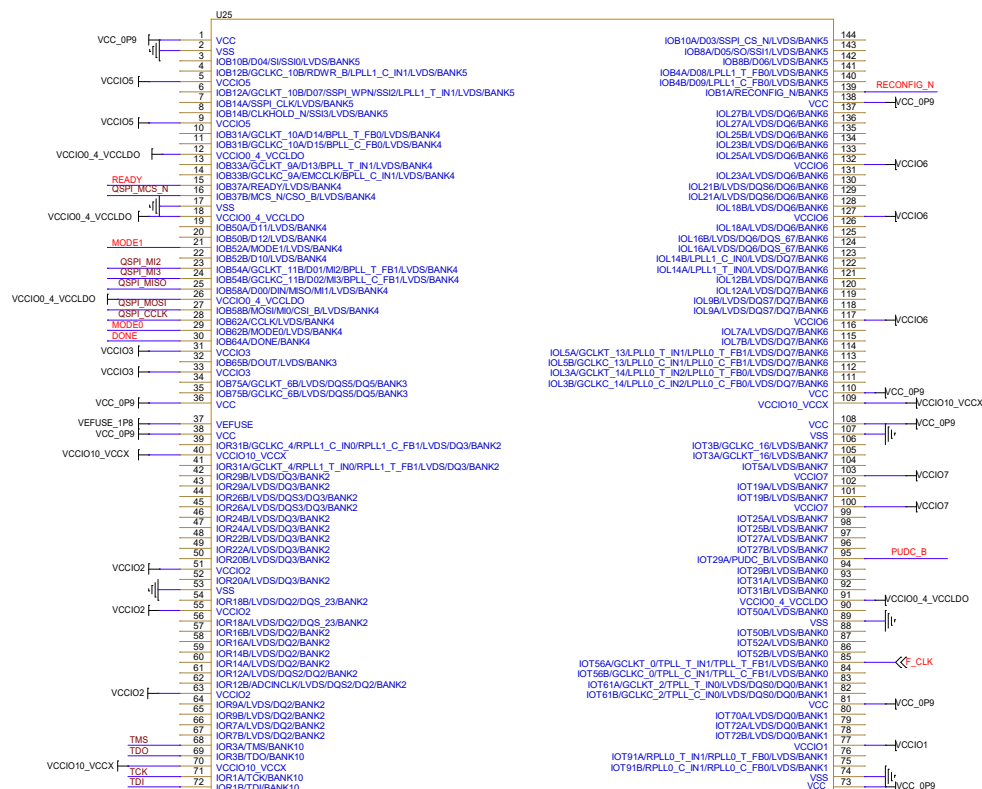 U25
VCC_0P9 1
2 VSS
3 IOB10B/D04/SI/SSI0/LVDS/BANK5
4 IOB12B/GCLKC_10B/RDWR_B/LPLL1_C_IN1/LVDS/BANK5
VCCIO5 5 VCCIO5
6 IOB12A/GCLKT_10B/D07/SSPI_WPN/SSI2/LPLL1_T_IN1/LVDS/BANK5
7 IOB14A/SSPI_CLK/LVDS/BANK5
8 IOB14B/CLKHOLD_N/SSI3/LVDS/BANK5
VCCIO5 9 VCCIO5
10 IOB31A/GCLKT_10A/D14/BPLL_T_FB0/LVDS/BANK4
11 IOB31B/GCLKC_10A/D15/BPLL_C_FB0/LVDS/BANK4
VCCIO0_4_VCCLDO 12 VCCIO0_4_VCCLDO
13 IOB33A/GCLKT_9A/D13/BPLL_T_IN1/LVDS/BANK4
14 IOB33B/GCLKC_9A/EMCCLK/BPLL_C_IN1/LVDS/BANK4
READY 15 IOB37A/READY/LVDS/BANK4
QSPI_MCS_N 16 IOB37B/MCS_N/CSO_B/LVDS/BANK4
17 VSS
VCCIO0_4_VCCLDO 18 VCCIO0_4_VCCLDO
19 IOB50A/D11/LVDS/BANK4
20 IOB50B/D12/LVDS/BANK4
MODE1 21 IOB52A/MODE1/LVDS/BANK4
22 IOB52B/D10/LVDS/BANK4
QSPI_MI2 23 IOB54A/GCLKT_11B/D01/MI2/BPLL_T_FB1/LVDS/BANK4
QSPI_MI3 24 IOB54B/GCLKC_11B/D02/MI3/BPLL_C_FB1/LVDS/BANK4
QSPI_MISO 25 IOB58A/D00/DIN/MISO/MI1/LVDS/BANK4
VCCIO0_4_VCCLDO 26 VCCIO0_4_VCCLDO
QSPI_MOSI 27 IOB58B/MOSI/MI0/CSI_B/LVDS/BANK4
QSPI_CCLK 28 IOB62A/CCLK/LVDS/BANK4
MODE0 29 IOB62B/MODE0/LVDS/BANK4
DONE 30 IOB64A/DONE/BANK4
VCCIO3 31 VCCIO3
32 IOB65B/DOUT/LVDS/BANK3
VCCIO3 33 VCCIO3
34 IOB75A/GCLKT_6B/LVDS/DQS5/DQ5/BANK3
35 IOB75B/GCLKC_6B/LVDS/DQS5/DQ5/BANK3
VCC_0P9 36 VCC
VEFUSE_1P8 37 VEFUSE
VCC_0P9 38 VCC
39 IOR31B/GCLKC_4/RPLL1_C_IN0/RPLL1_C_FB1/LVDS/DQ3/BANK2
VCCIO10_VCCX 40 VCCIO10_VCCX
41 IOR31A/GCLKT_4/RPLL1_T_IN0/RPLL1_T_FB1/LVDS/DQ3/BANK2
42 IOR29B/LVDS/DQ3/BANK2
43 IOR29A/LVDS/DQ3/BANK2
44 IOR26B/LVDS/DQS3/DQ3/BANK2
45 IOR26A/LVDS/DQS3/DQ3/BANK2
46 IOR24B/LVDS/DQ3/BANK2
47 IOR24A/LVDS/DQ3/BANK2
48 IOR22B/LVDS/DQ3/BANK2
49 IOR22A/LVDS/DQ3/BANK2
50 IOR20B/LVDS/DQ3/BANK2
VCCIO2 51 VCCIO2
52 IOR20A/LVDS/DQ3/BANK2
53 VSS
54 IOR18B/LVDS/DQ2/DQS_23/BANK2
VCCIO2 55 VCCIO2
56 IOR18A/LVDS/DQ2/DQS_23/BANK2
57 IOR16B/LVDS/DQ2/BANK2
58 IOR16A/LVDS/DQ2/BANK2
59 IOR14B/LVDS/DQ2/BANK2
60 IOR14A/LVDS/DQ2/BANK2
61 IOR12A/LVDS/DQS2/DQ2/BANK2
62 IOR12B/ADCINCLK/LVDS/DQS2/DQ2/BANK2
VCCIO2 63 VCCIO2
64 IOR9A/LVDS/DQ2/BANK2
65 IOR9B/LVDS/DQ2/BANK2
66 IOR7A/LVDS/DQ2/BANK2
67 IOR7B/LVDS/DQ2/BANK2
TMS 68 IOR3A/TMS/BANK10
TDO 69 IOR3B/TDO/BANK10
VCCIO10_VCCX 70 VCCIO10_VCCX
TCK 71 IOR1A/TCK/BANK10
TDI 72 IOR1B/TDI/BANK10
IOB10A/D03/SSPI_CS_N/LVDS/BANK5 144
IOB8A/D05/SO/SSI1/LVDS/BANK5 143
IOB8B/D06/LVDS/BANK5 142
IOB4A/D08/LPLL1_T_FB0/LVDS/BANK5 141
IOB4B/D09/LPLL1_C_FB0/LVDS/BANK5 140
IOB1A/RECONFIG_N/BANK5 139 RECONFIG_N
VCC 138 VCC_0P9
IOL27B/LVDS/DQ6/BANK6 137
IOL27A/LVDS/DQ6/BANK6 136
IOL25B/LVDS/DQ6/BANK6 135
IOL23B/LVDS/DQ6/BANK6 134
IOL25A/LVDS/DQ6/BANK6 133
VCCIO6 132 VCCIO6
IOL23A/LVDS/DQ6/BANK6 131
IOL21B/LVDS/DQS6/DQ6/BANK6 130
IOL21A/LVDS/DQS6/DQ6/BANK6 129
IOL18B/LVDS/DQ6/BANK6 128
VCCIO6 127 VCCIO6
IOL18A/LVDS/DQ6/BANK6 126
IOL16B/LVDS/DQ6/DQS_67/BANK6 125
IOL16A/LVDS/DQ6/DQS_67/BANK6 124
IOL14B/LPLL1_C_IN0/LVDS/DQ7/BANK6 123
IOL14A/LPLL1_T_IN0/LVDS/DQ7/BANK6 122
IOL12B/LVDS/DQ7/BANK6 121
IOL12A/LVDS/DQ7/BANK6 120
IOL9B/LVDS/DQS7/DQ7/BANK6 119
IOL9A/LVDS/DQS7/DQ7/BANK6 118
VCCIO6 117 VCCIO6
IOL7A/LVDS/DQ7/BANK6 116
IOL7B/LVDS/DQ7/BANK6 115
IOL5A/GCLKT_13/LPLL0_T_IN1/LPLL0_T_FB1/LVDS/DQ7/BANK6 114
IOL5B/GCLKC_13/LPLL0_C_IN1/LPLL0_C_FB1/LVDS/DQ7/BANK6 113
IOL3A/GCLKT_14/LPLL0_T_IN2/LPLL0_T_FB0/LVDS/DQ7/BANK6 112
IOL3B/GCLKC_14/LPLL0_C_IN2/LPLL0_C_FB0/LVDS/DQ7/BANK6 111
VCC 110 VCC_0P9
VCCIO10_VCCX 109 VCCIO10_VCCX
VCC 108 VCC_0P9
VSS 107
IOT3B/GCLKC_16/LVDS/BANK7 106
IOT3A/GCLKT_16/LVDS/BANK7 105
IOT5A/LVDS/BANK7 104
VCCIO7 103 VCCIO7
IOT19A/LVDS/BANK7 102
IOT19B/LVDS/BANK7 101
VCCIO7 100 VCCIO7
IOT25A/LVDS/BANK7 99
IOT25B/LVDS/BANK7 98
IOT27A/LVDS/BANK7 97
IOT27B/LVDS/BANK7 96
IOT29A/PUDC_B/LVDS/BANK0 95 PUDC_B
IOT29B/LVDS/BANK0 94
IOT31A/LVDS/BANK0 93
IOT31B/LVDS/BANK0 92
VCCIO0_4_VCCLDO 91 VCCIO0_4_VCCLDO
IOT50A/LVDS/BANK0 90
VSS 89
IOT50B/LVDS/BANK0 88
IOT52A/LVDS/BANK0 87
IOT52B/LVDS/BANK0 86
IOT56A/GCLKT_0/TPLL_T_IN1/TPLL_T_FB1/LVDS/BANK0 85 F_CLK
IOT56B/GCLKC_0/TPLL_C_IN1/TPLL_C_FB1/LVDS/BANK0 84
IOT61A/GCLKT_2/TPLL_T_IN0/LVDS/DQS0/DQ0/BANK1 83
IOT61B/GCLKC_2/TPLL_C_IN0/LVDS/DQS0/DQ0/BANK1 82
VCC 81 VCC_0P9
IOT70A/LVDS/DQ0/BANK1 80
IOT72A/LVDS/DQ0/BANK1 79
IOT72B/LVDS/DQ0/BANK1 78
VCCIO1 77 VCCIO1
IOT91A/RPLL0_T_IN1/RPLL0_T_FB0/LVDS/BANK1 76
IOT91B/RPLL0_C_IN1/RPLL0_C_FB0/LVDS/BANK1 75
VSS 74
VCC 73 VCC_0P9